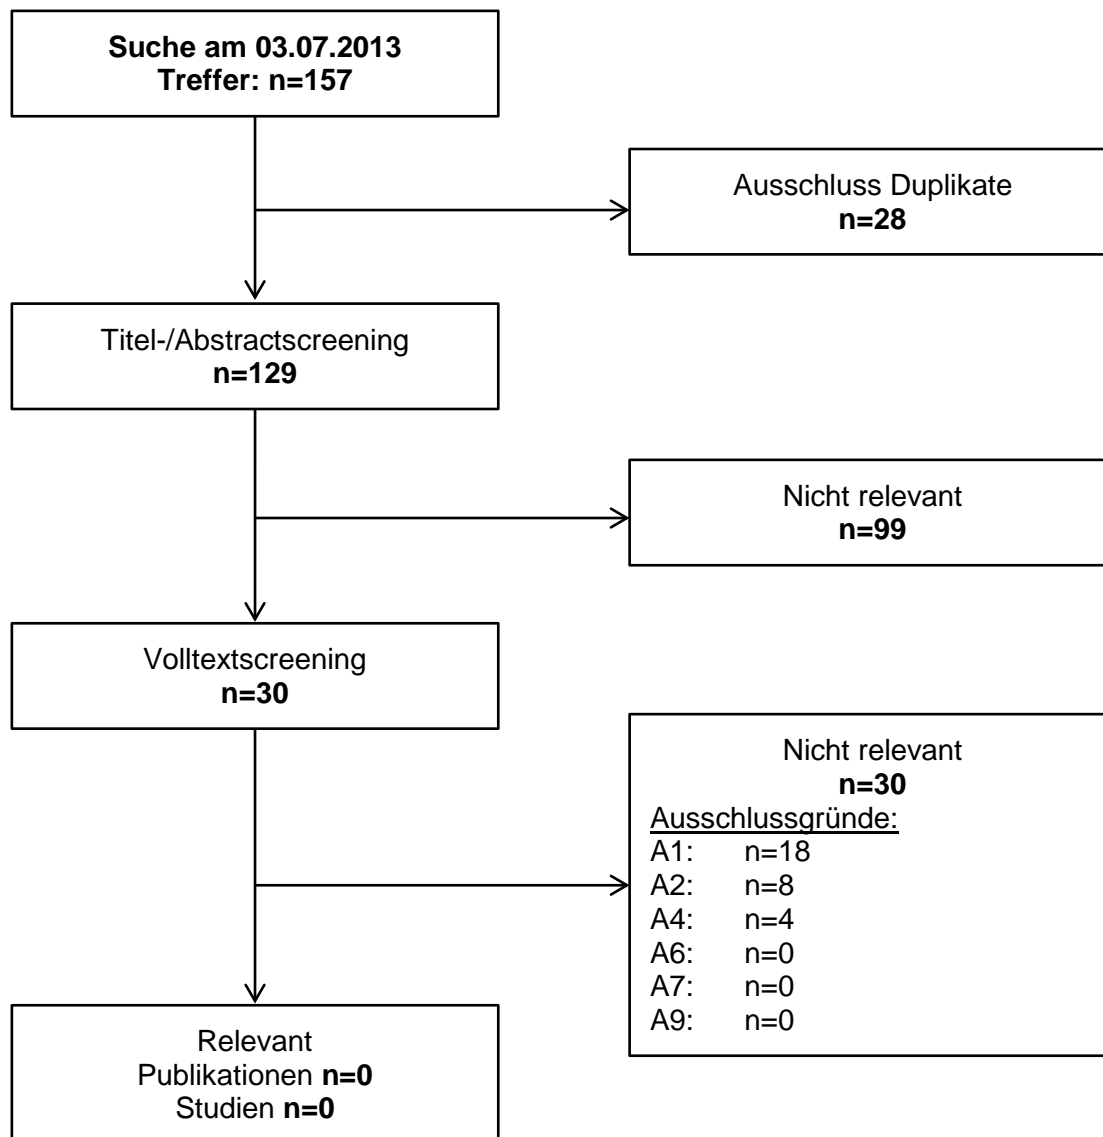 Suche am 03.07.2013
Treffer: n=157
Ausschluss Duplikate
n=28
Titel-/Abstractscreening
n=129
Nicht relevant
n=99
Volltextscreening
n=30
Nicht relevant
n=30
Ausschlussgründe:
A1: n=18
A2: n=8
A4: n=4
A6: n=0
A7: n=0
A9: n=0
Relevant
Publikationen n=0
Studien n=0